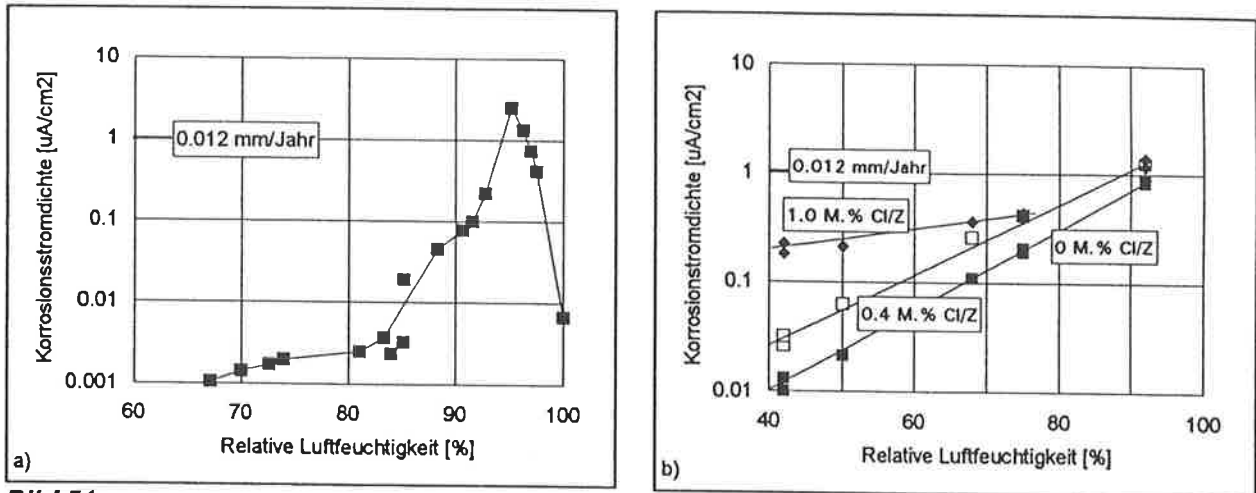 Korrosionsstromdichte [uA/cm2]
10
1
0.1
0.01
0.001
0.012 mm/Jahr
60 70 80 90 100
Relative Luftfeuchtigkeit [%]
a)
Korrosionstromdichte [uA/cm2]
10
1
0.1
0.01
0.012 mm/Jahr
1.0 M.% Cl/Z
0 M.% Cl/Z
0.4 M.% Cl/Z
40 60 80 100
Relative Luftfeuchtigkeit [%]
b)